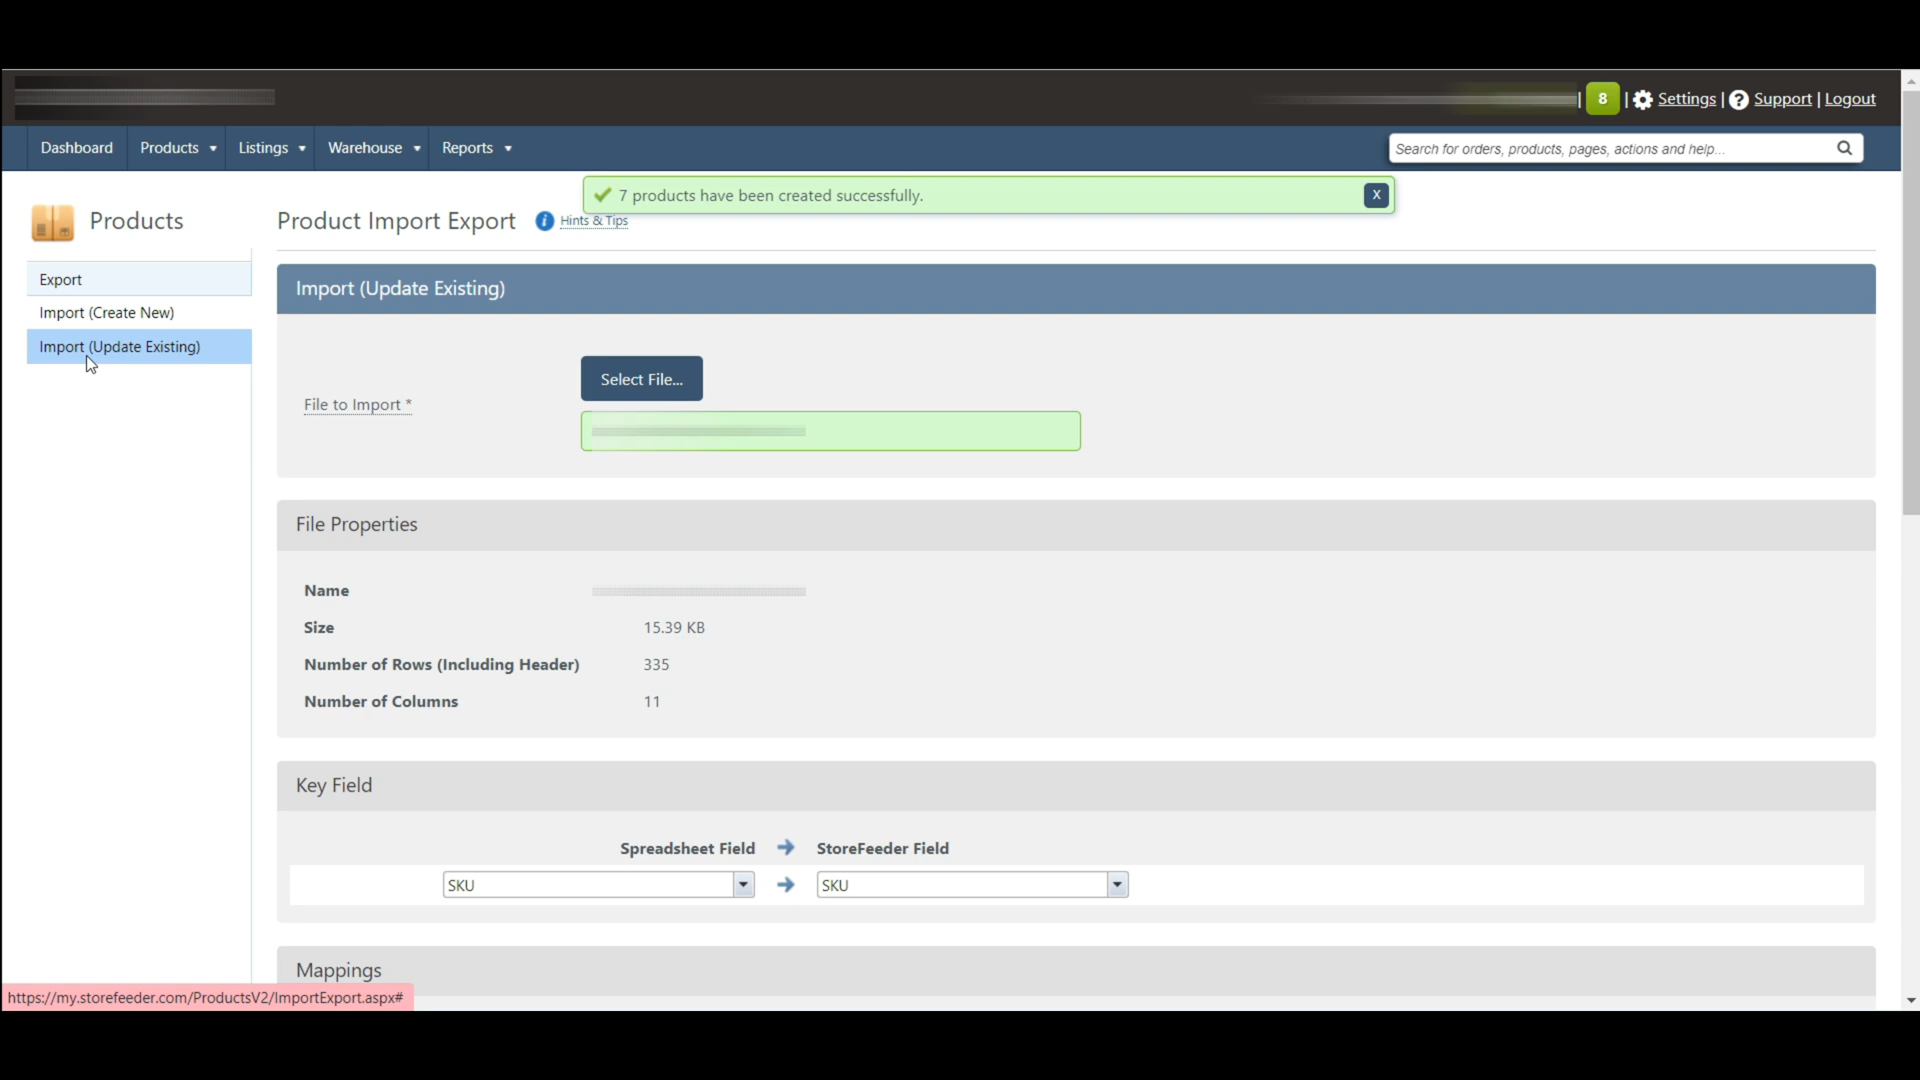 8 | Settings | Support | Logout
Dashboard Products Listings Warehouse Reports Search for orders, products, pages, actions and help...
7 products have been created successfully. X
Products
Product Import Export i Hints & Tips
Export
Import (Create New)
Import (Update Existing)
Import (Update Existing)
Select File...
File to Import *
File Properties
Name
Size 15.39 KB
Number of Rows (Including Header) 335
Number of Columns 11
Key Field
Spreadsheet Field StoreFeeder Field
SKU SKU
Mappings
https://my.storefeeder.com/ProductsV2/ImportExport.aspx#